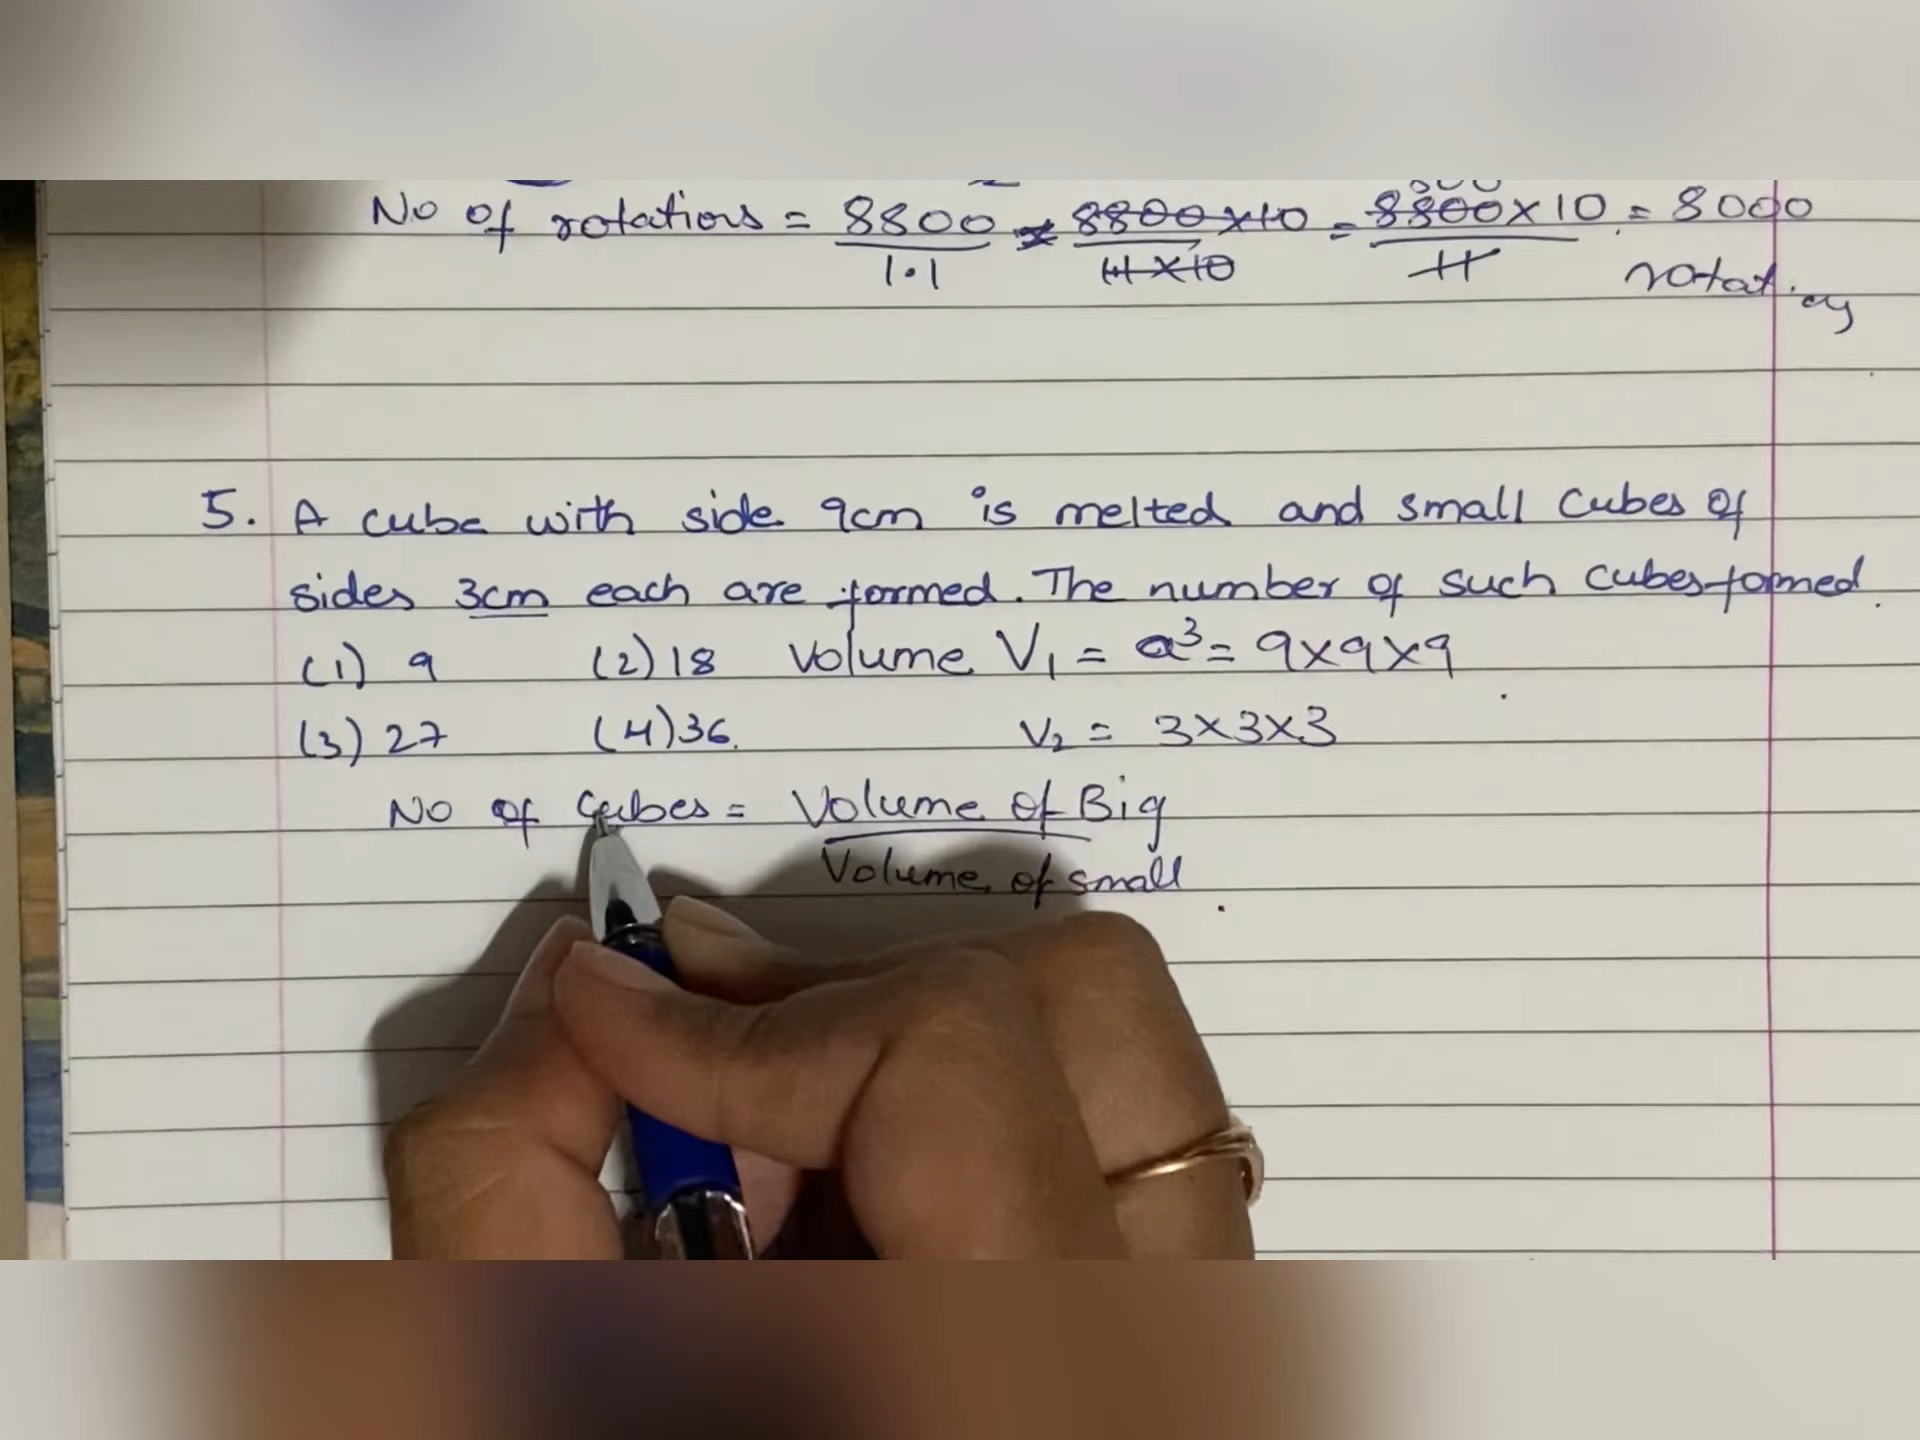 No of rotations = 8800 = 8800×10 = 8800×10 = 8000
1.1 11×10 11 rotations
5. A cube with side 9cm is melted and small cubes of
sides 3cm each are formed. The number of such cubes formed.
(1) 9 (2) 18 Volume V₁ = a³ = 9×9×9
(3) 27 (4) 36. V₂ = 3×3×3
No of cubes = Volume of Big
Volume of small